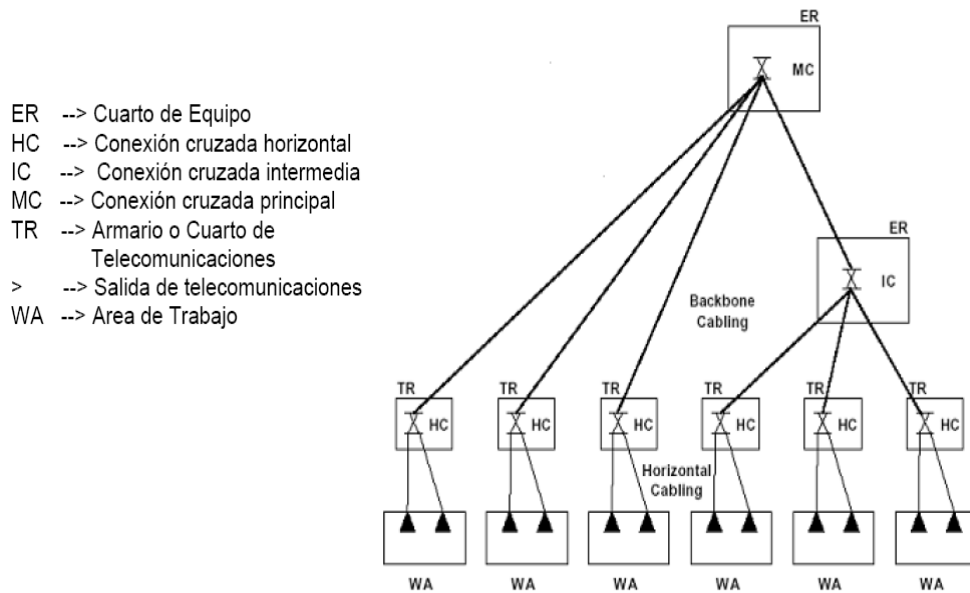 ER --> Cuarto de Equipo
HC --> Conexión cruzada horizontal
IC --> Conexión cruzada intermedia
MC --> Conexión cruzada principal
TR --> Armario o Cuarto de
Telecomunicaciones
> --> Salida de telecomunicaciones
WA --> Area de Trabajo
ER
MC
ER
IC
Backbone
Cabling
TR TR TR TR TR TR
HC HC HC HC HC HC
Horizontal
Cabling
WA WA WA WA WA WA